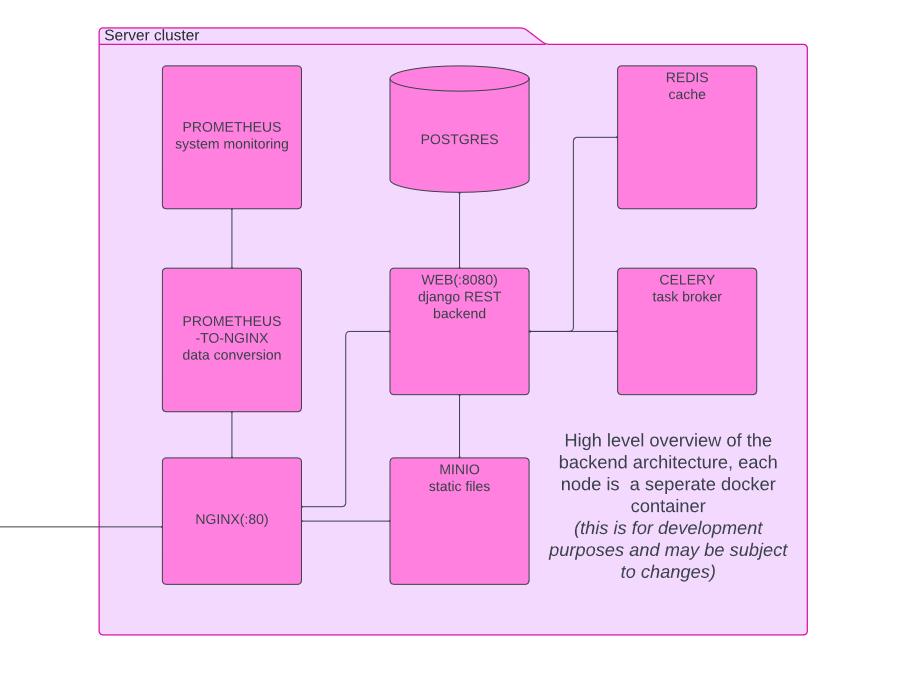 Server cluster
PROMETHEUS
system monitoring
POSTGRES
REDIS
cache
PROMETHEUS
-TO-NGINX
data conversion
WEB(:8080)
django REST
backend
CELERY
task broker
NGINX(:80)
MINIO
static files
High level overview of the
backend architecture, each
node is  a seperate docker
container
(this is for development
purposes and may be subject
to changes)